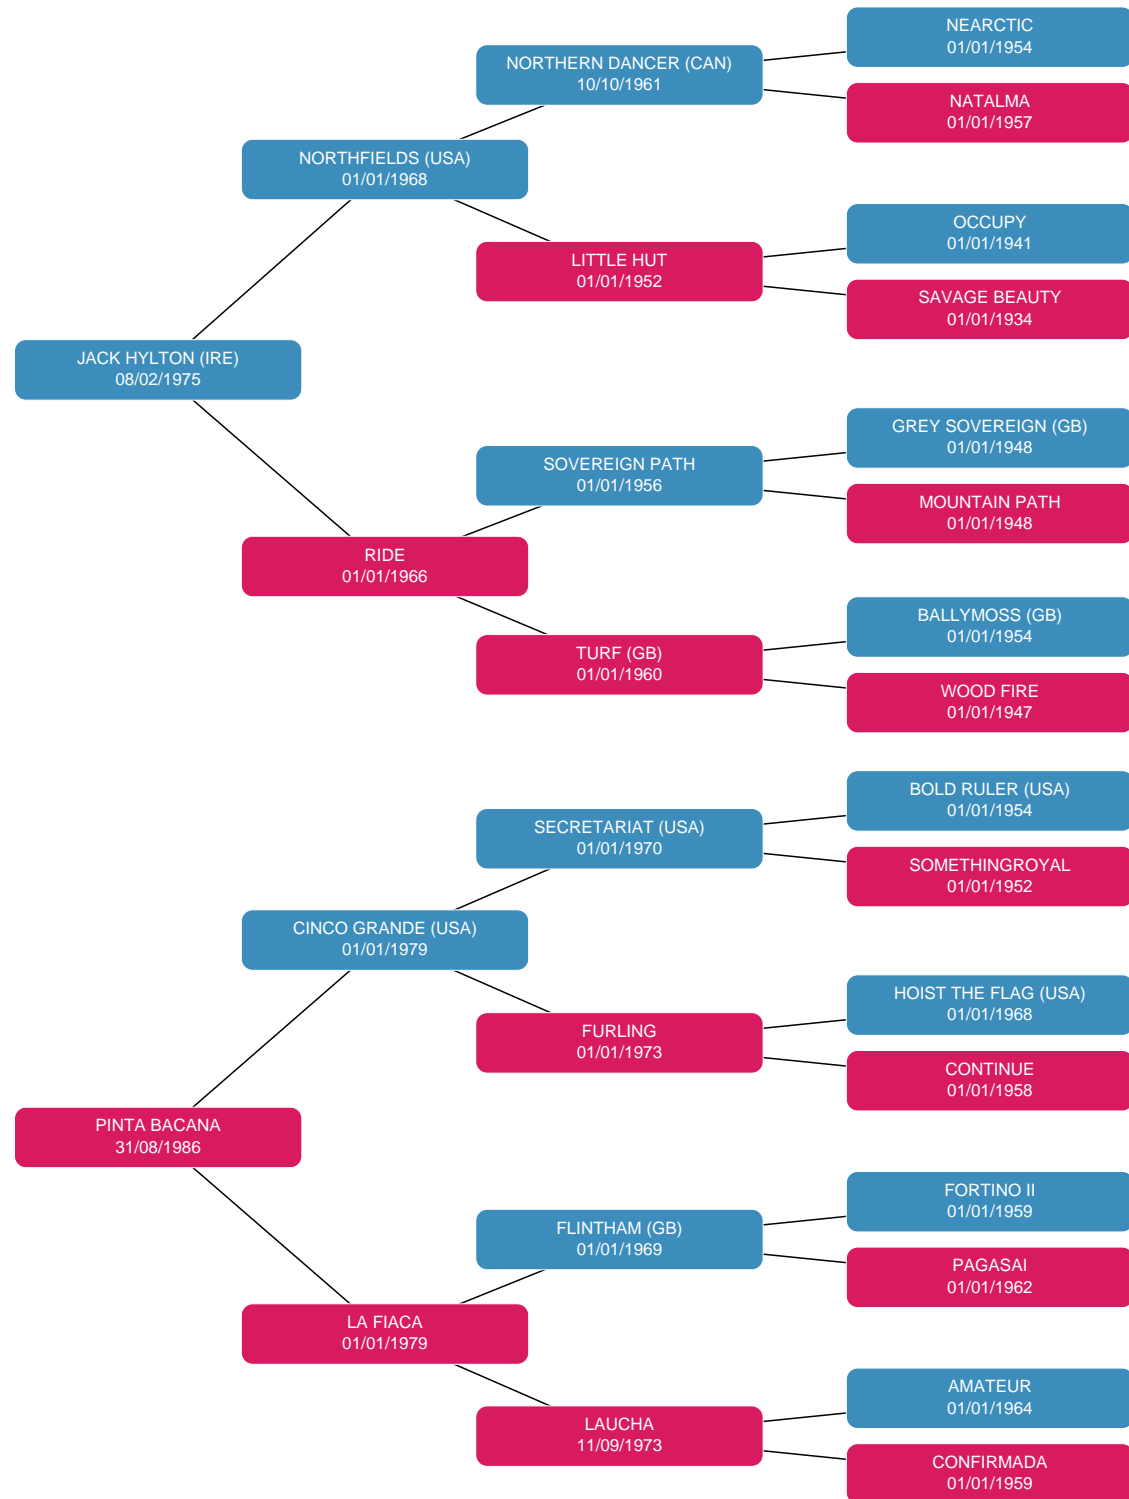 NEARCTIC
01/01/1954
NORTHERN DANCER (CAN)
10/10/1961
NATALMA
01/01/1957
NORTHFIELDS (USA)
01/01/1968
OCCUPY
01/01/1941
LITTLE HUT
01/01/1952
SAVAGE BEAUTY
01/01/1934
JACK HYLTON (IRE)
08/02/1975
GREY SOVEREIGN (GB)
01/01/1948
SOVEREIGN PATH
01/01/1956
MOUNTAIN PATH
01/01/1948
RIDE
01/01/1966
BALLYMOSS (GB)
01/01/1954
TURF (GB)
01/01/1960
WOOD FIRE
01/01/1947
BOLD RULER (USA)
01/01/1954
SECRETARIAT (USA)
01/01/1970
SOMETHINGROYAL
01/01/1952
CINCO GRANDE (USA)
01/01/1979
HOIST THE FLAG (USA)
01/01/1968
FURLING
01/01/1973
CONTINUE
01/01/1958
PINTA BACANA
31/08/1986
FORTINO II
01/01/1959
FLINTHAM (GB)
01/01/1969
PAGASAI
01/01/1962
LA FIACA
01/01/1979
AMATEUR
01/01/1964
LAUCHA
11/09/1973
CONFIRMADA
01/01/1959